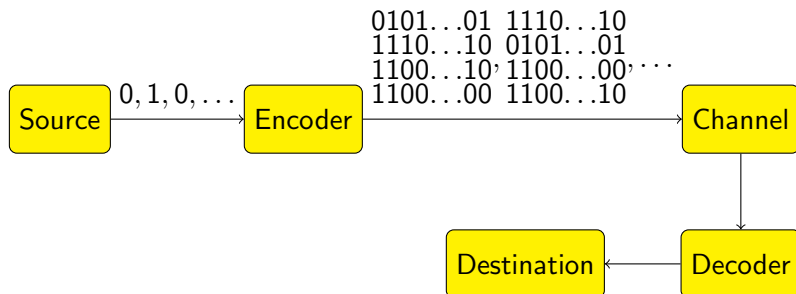 0101...01 1110...10
1110...10 0101...01
1100...10, 1100...00, ...
1100...00 1100...10
0, 1, 0, ...
Source Encoder Channel
Destination Decoder